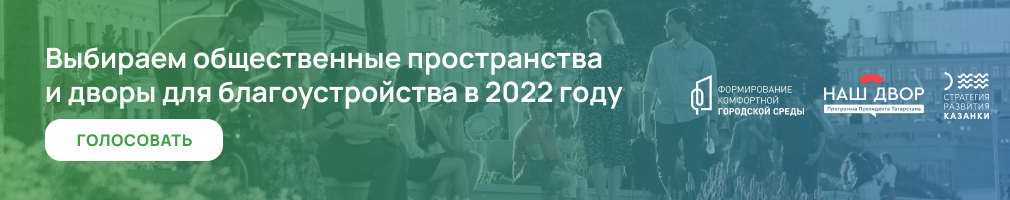 Выбираем общественные пространства
и дворы для благоустройства в 2022 году
ГОЛОСОВАТЬ
ФОРМИРОВАНИЕ
КОМФОРТНОЙ
ГОРОДСКОЙ СРЕДЫ
НАШ ДВОР
Программа Президента Татарстана
СТРАТЕГИЯ
РАЗВИТИЯ
КАЗАНКИ